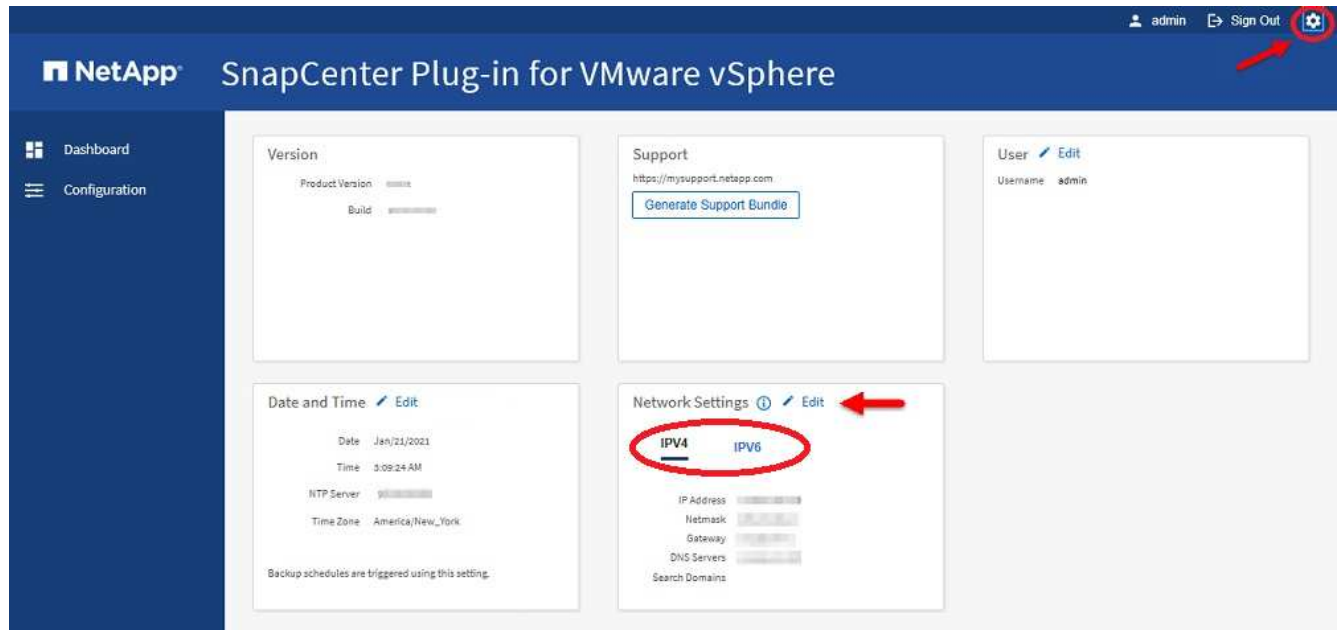 admin Sign Out
NetApp SnapCenter Plug-in for VMware vSphere
Dashboard
Configuration
Version
Product Version
Build
Support
https://mysupport.netapp.com
Generate Support Bundle
User Edit
Username admin
Date and Time Edit
Date Jan/21/2021
Time 3:09:24 AM
NTP Server
Time Zone America/New_York
Backup schedules are triggered using this setting.
Network Settings Edit
IPV4 IPV6
IP Address
Netmask
Gateway
DNS Servers
Search Domains